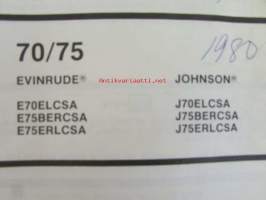 70/75
1980
EVINRUDE® JOHNSON®
E70ELCSA J70ELCSA
E75BERCSA J75BERCSA
E75ERLCSA J75ERLCSA
Antikvariaatti.net